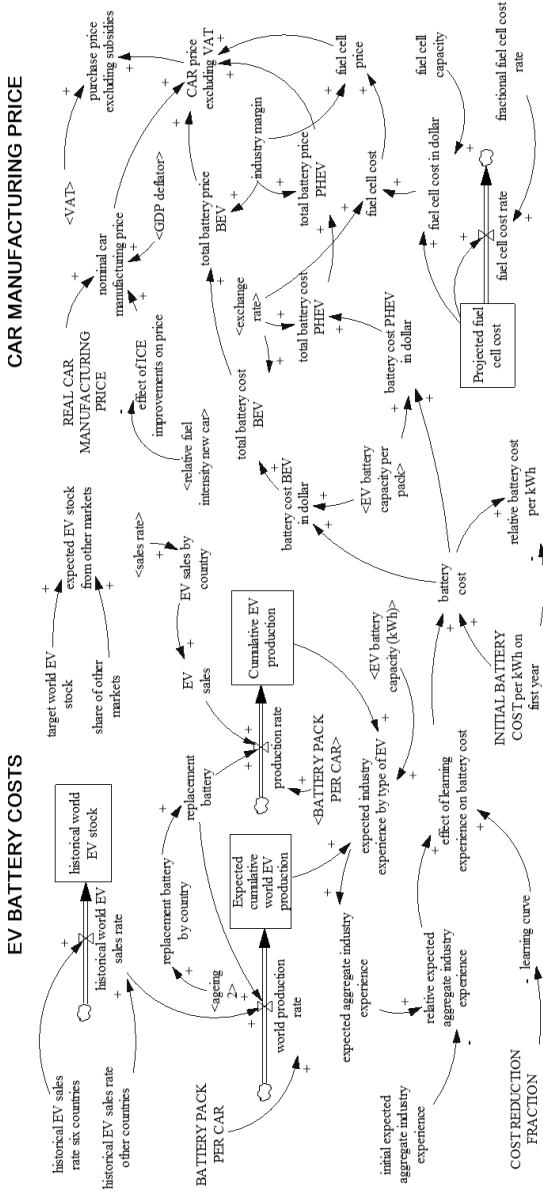 EV BATTERY COSTS
CAR MANUFACTURING PRICE
historical EV sales
rate six countries
historical EV sales rate
other countries
historical world EV
sales rate
historical world
EV stock
target world EV
stock
share of other
markets
expected EV stock
from other markets
<sales rate>
EV sales by
country
EV
sales
replacement battery
by country
replacement
battery
<ageing
2>
BATTERY PACK
PER CAR
world production
rate
Expected
cumulative
world EV
production
production rate
<BATTERY PACK
PER CAR>
Cumulative EV
production
expected industry
experience by type of EV
<EV battery
capacity (kWh)>
expected aggregate industry
experience
initial expected
aggregate industry
experience
relative expected
aggregate industry
experience
effect of learning
experience on battery cost
COST REDUCTION
FRACTION
learning curve
INITIAL BATTERY
COST per kWh on
first year
battery
cost
relative battery cost
per kWh
REAL CAR
MANUFACTURING
PRICE
<relative fuel
intensity new car>
effect of ICE
improvements on price
nominal car
manufacturing price
<VAT>
<GDP deflator>
purchase price
excluding subsidies
CAR price
excluding VAT
battery cost BEV
in dollar
<EV battery
capacity per
pack>
total battery cost
BEV
total battery price
BEV
<exchange
rate>
industry margin
battery cost PHEV
in dollar
total battery cost
PHEV
total battery price
PHEV
fuel cell
price
fuel cell cost
fuel cell cost in dollar
fuel cell
capacity
Projected fuel
cell cost
fuel cell cost rate
fractional fuel cell cost
rate